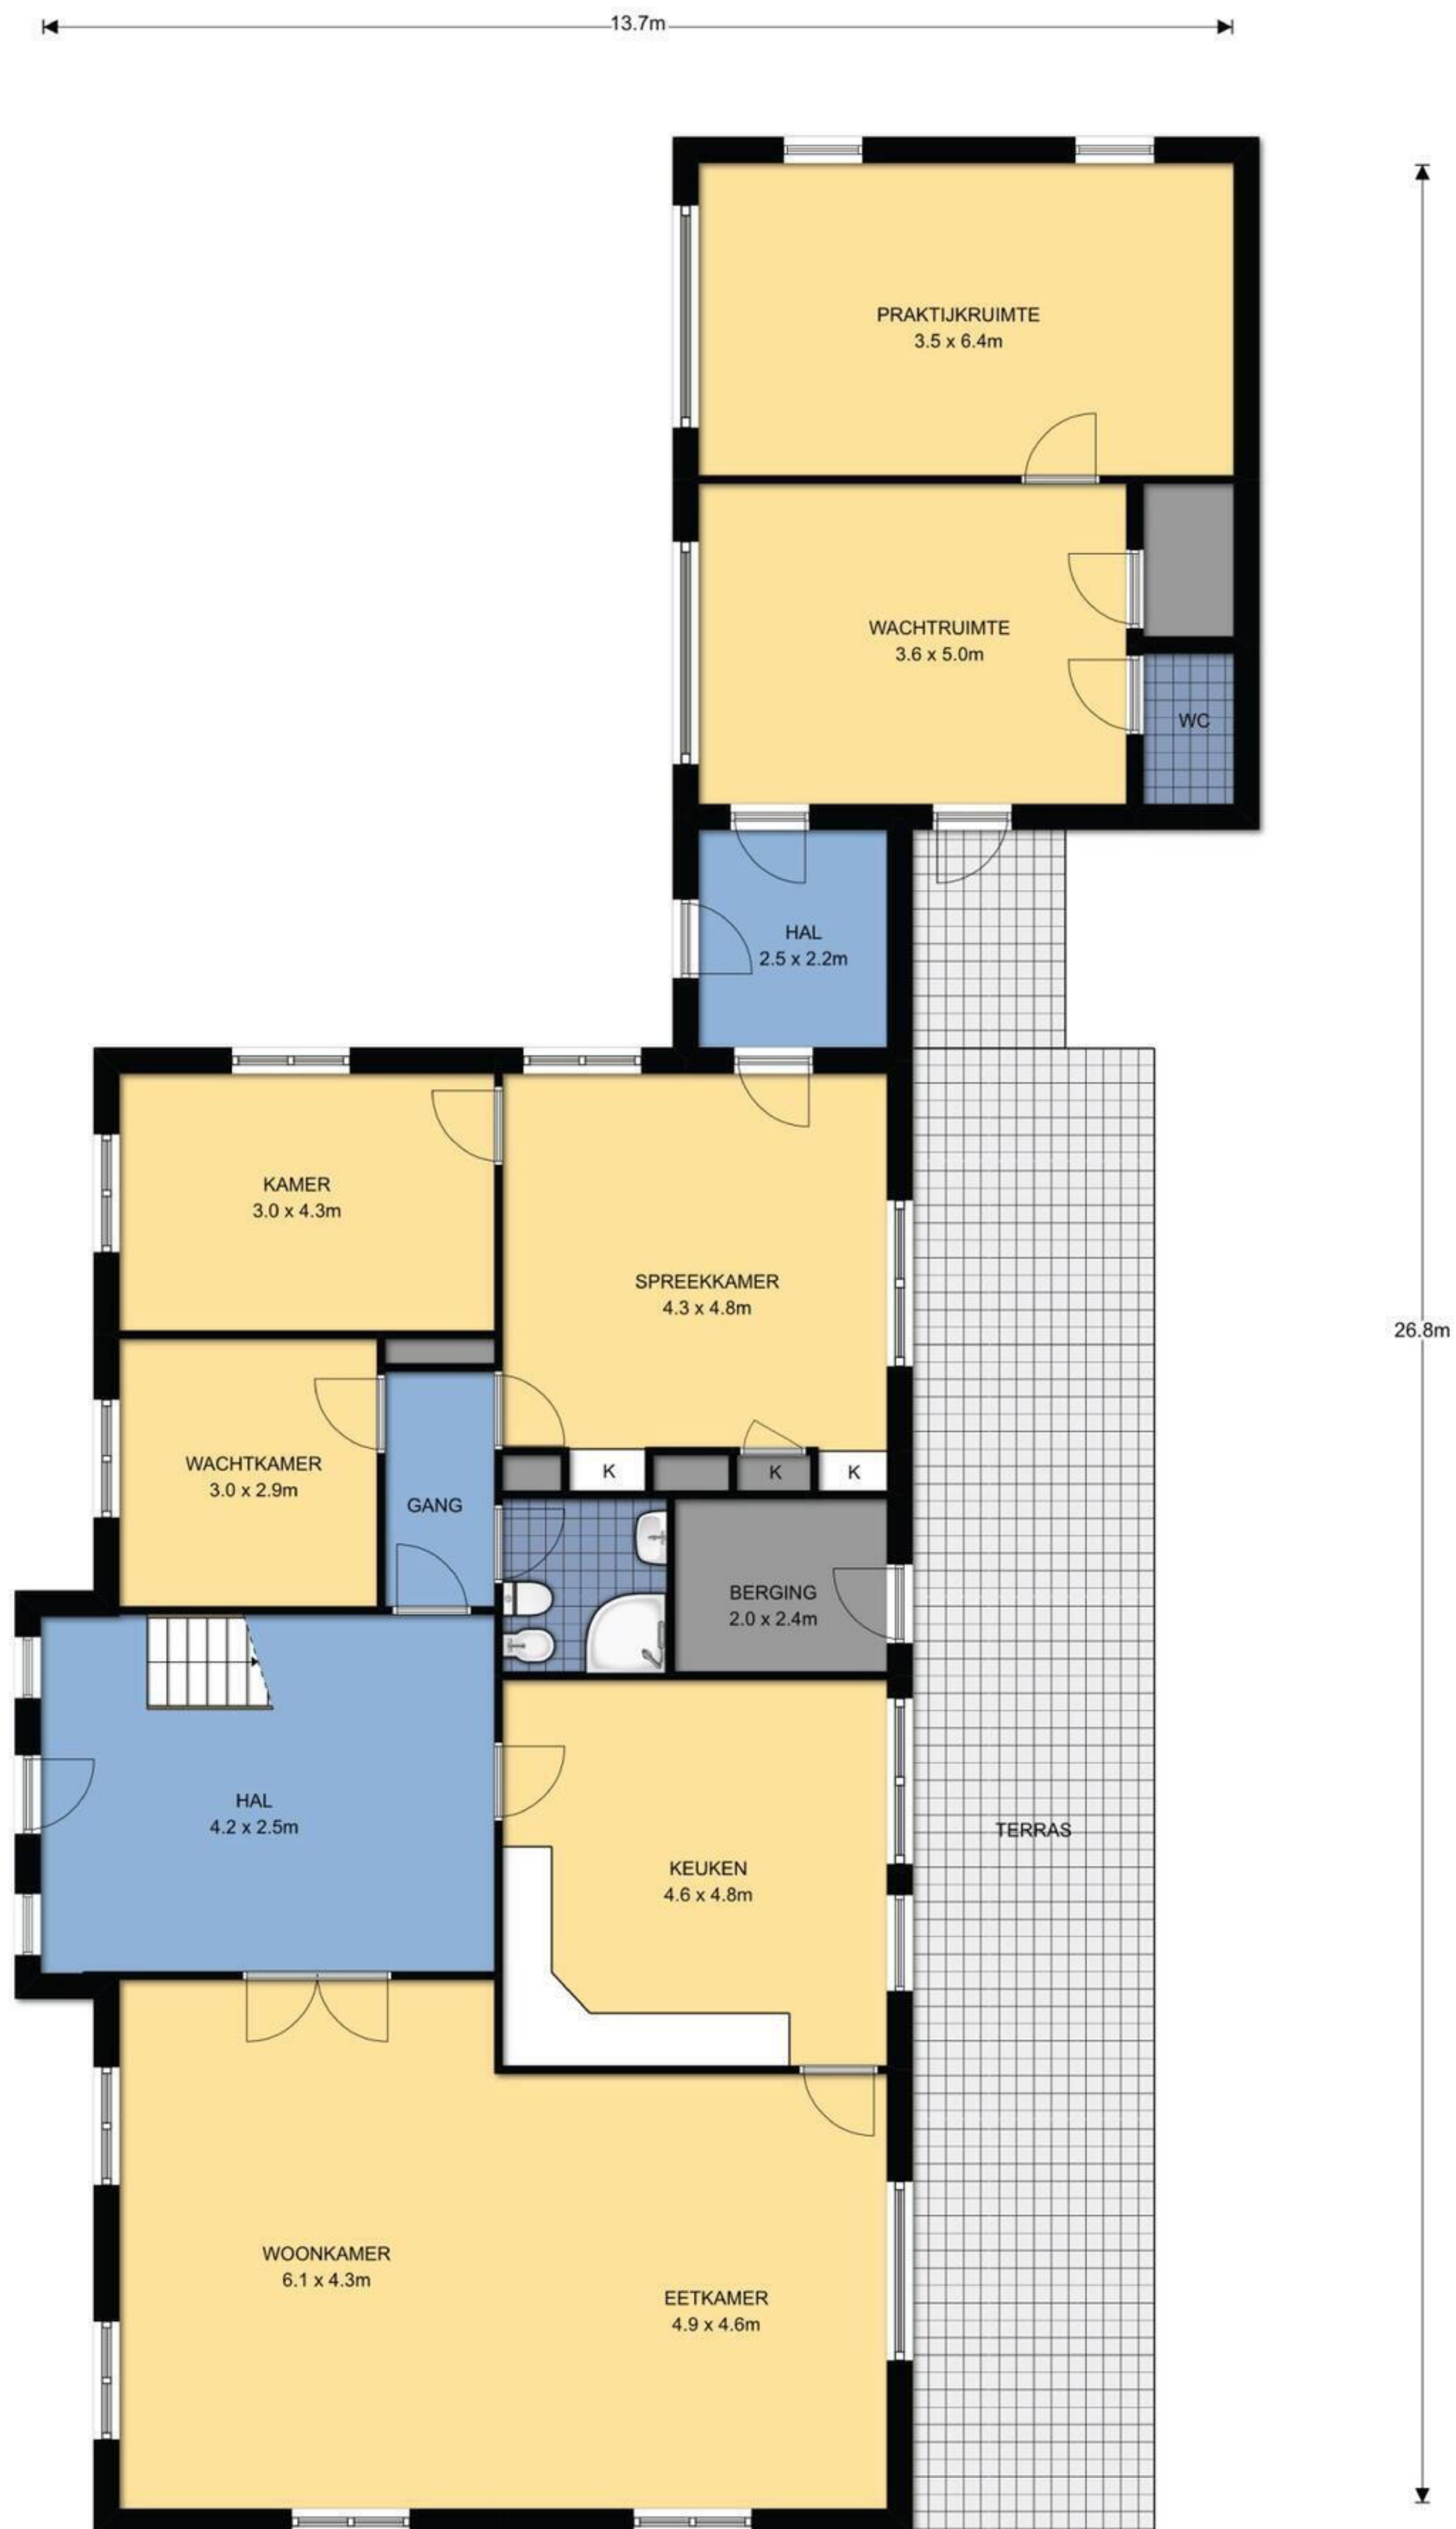 13.7m
PRAKTIJKRUIMTE
3.5 x 6.4m
WACHTRUIMTE
3.6 x 5.0m
WC
HAL
2.5 x 2.2m
KAMER
3.0 x 4.3m
SPREEKKAMER
4.3 x 4.8m
26.8m
WACHTKAMER
3.0 x 2.9m
GANG
K
K
K
BERGING
2.0 x 2.4m
HAL
4.2 x 2.5m
KEUKEN
4.6 x 4.8m
TERRAS
WOONKAMER
6.1 x 4.3m
EETKAMER
4.9 x 4.6m